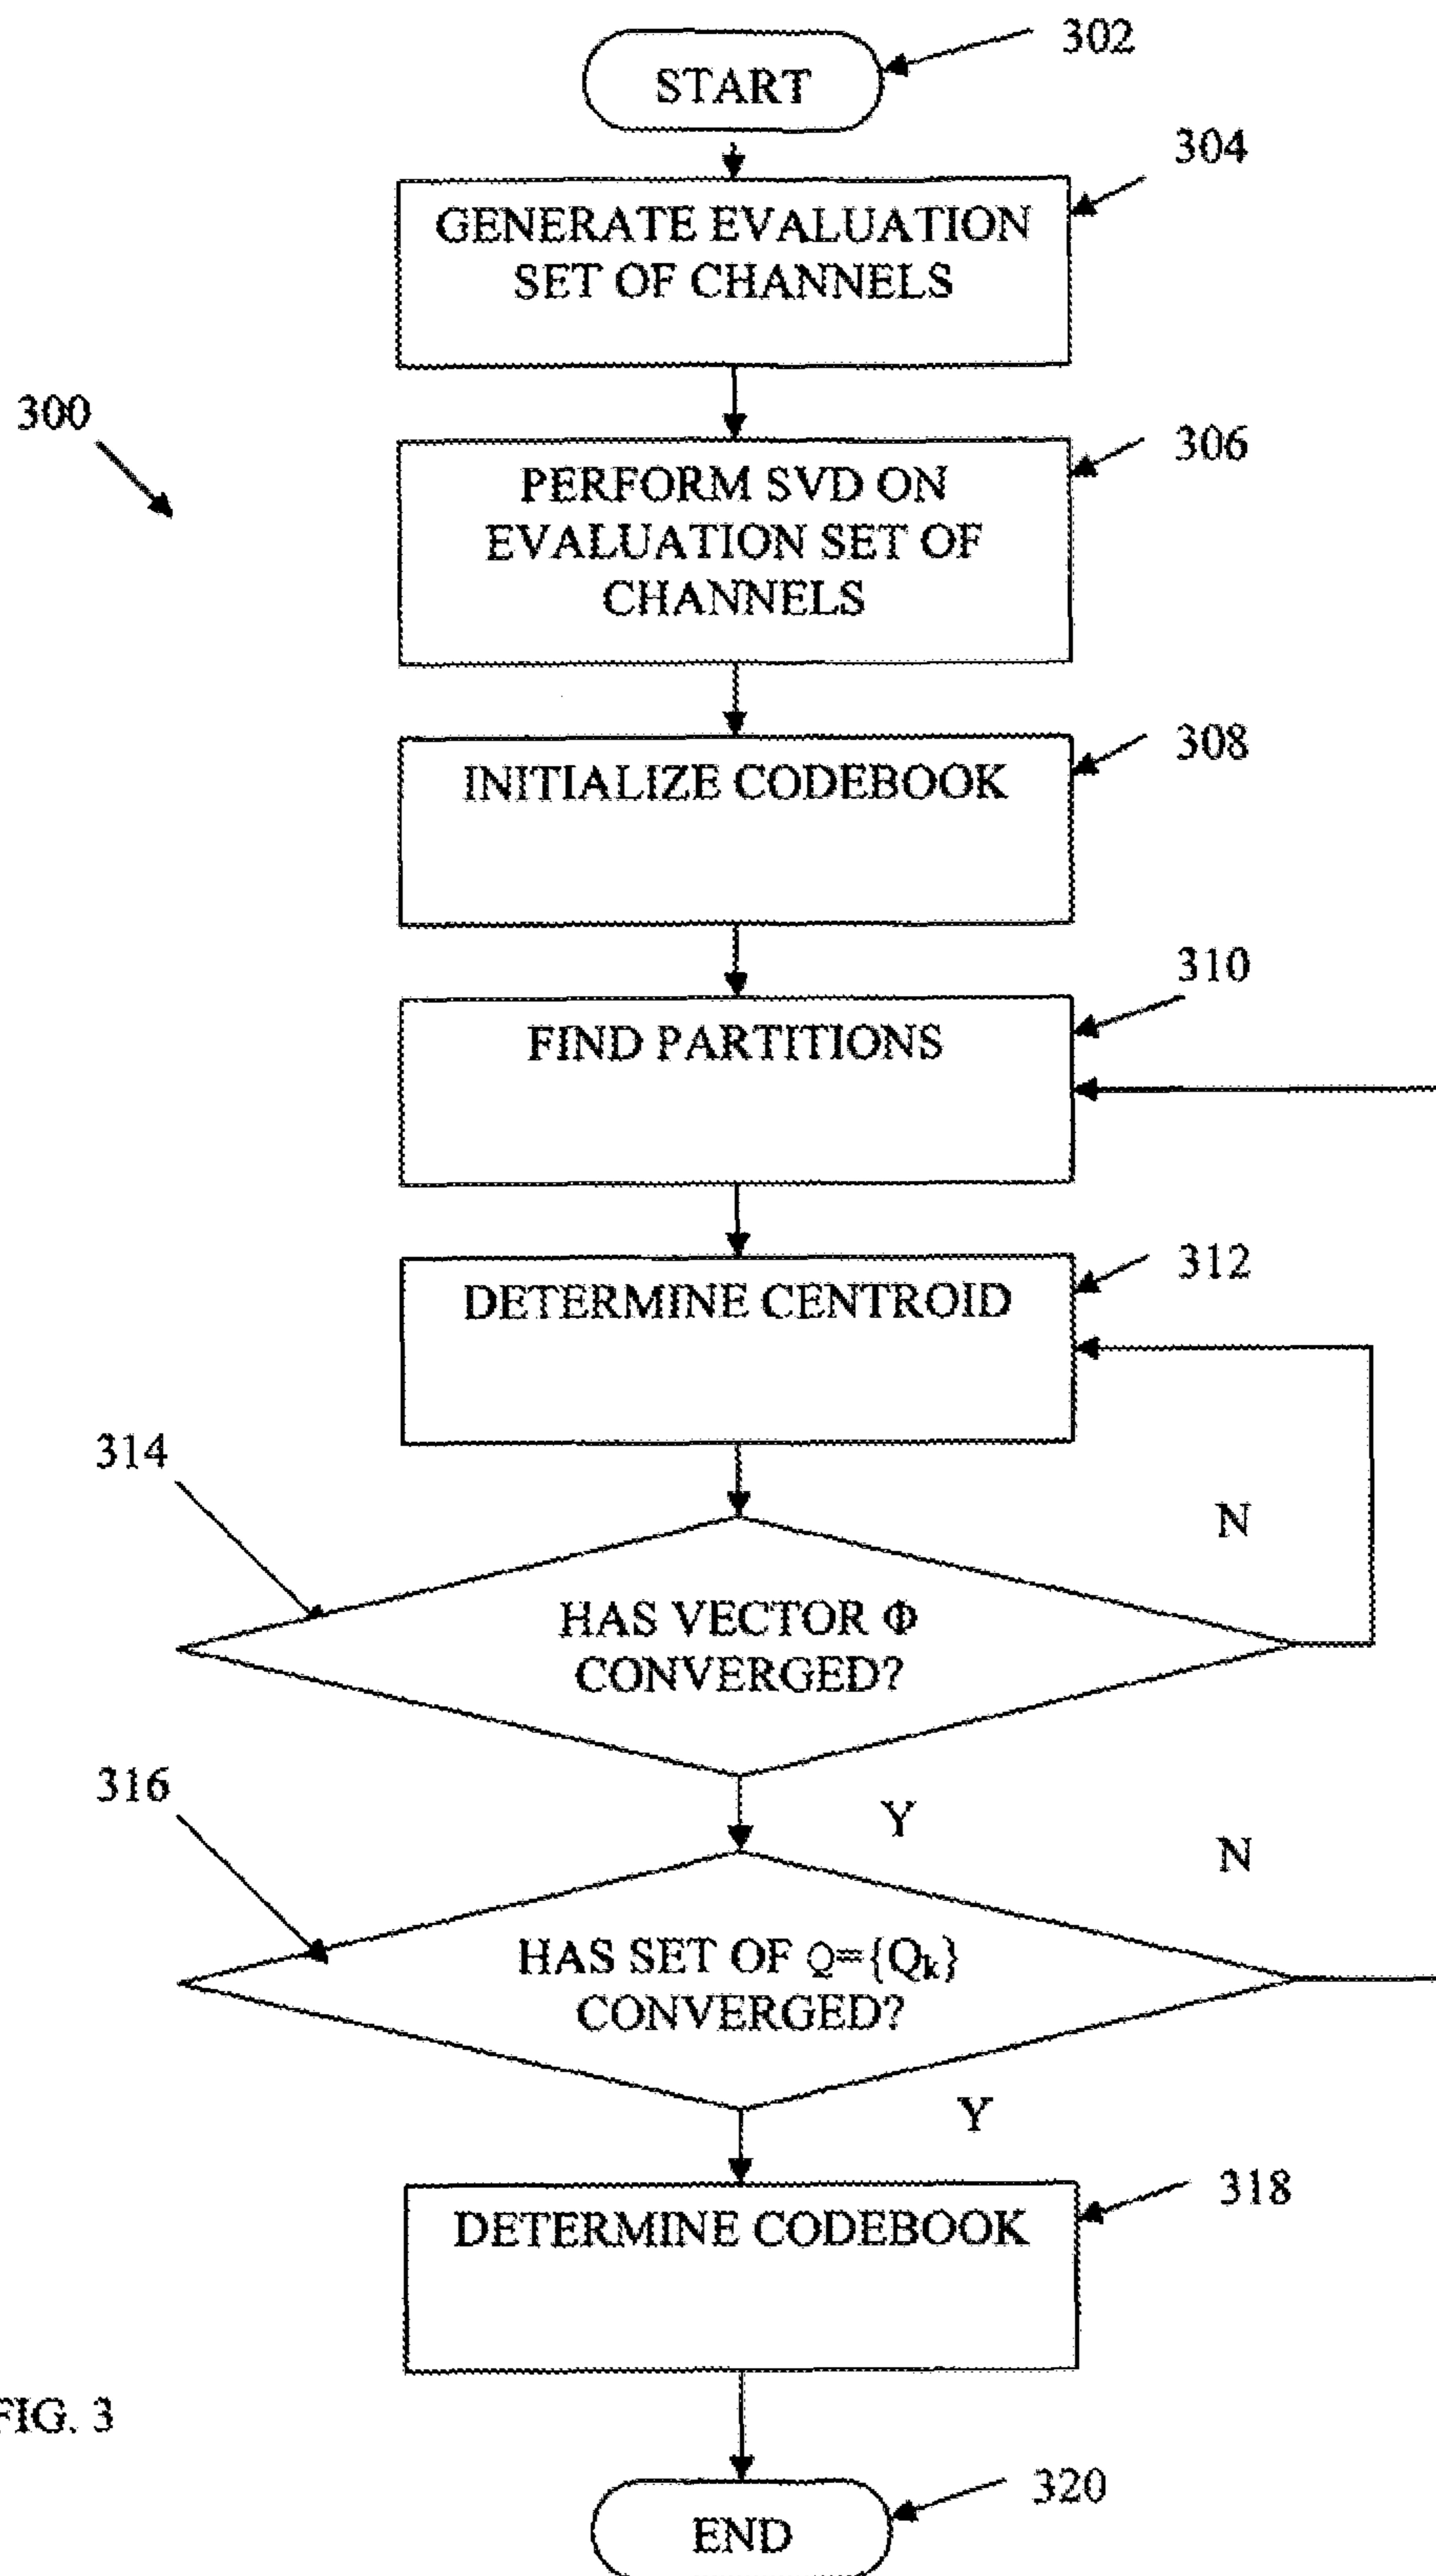 302
START
304
GENERATE EVALUATION
SET OF CHANNELS
300
306
PERFORM SVD ON
EVALUATION SET OF
CHANNELS
308
INITIALIZE CODEBOOK
310
FIND PARTITIONS
312
DETERMINE CENTROID
314
N
HAS VECTOR Φ
CONVERGED?
316
Y
N
HAS SET OF Q={Qk}
CONVERGED?
Y
318
DETERMINE CODEBOOK
FIG. 3
320
END